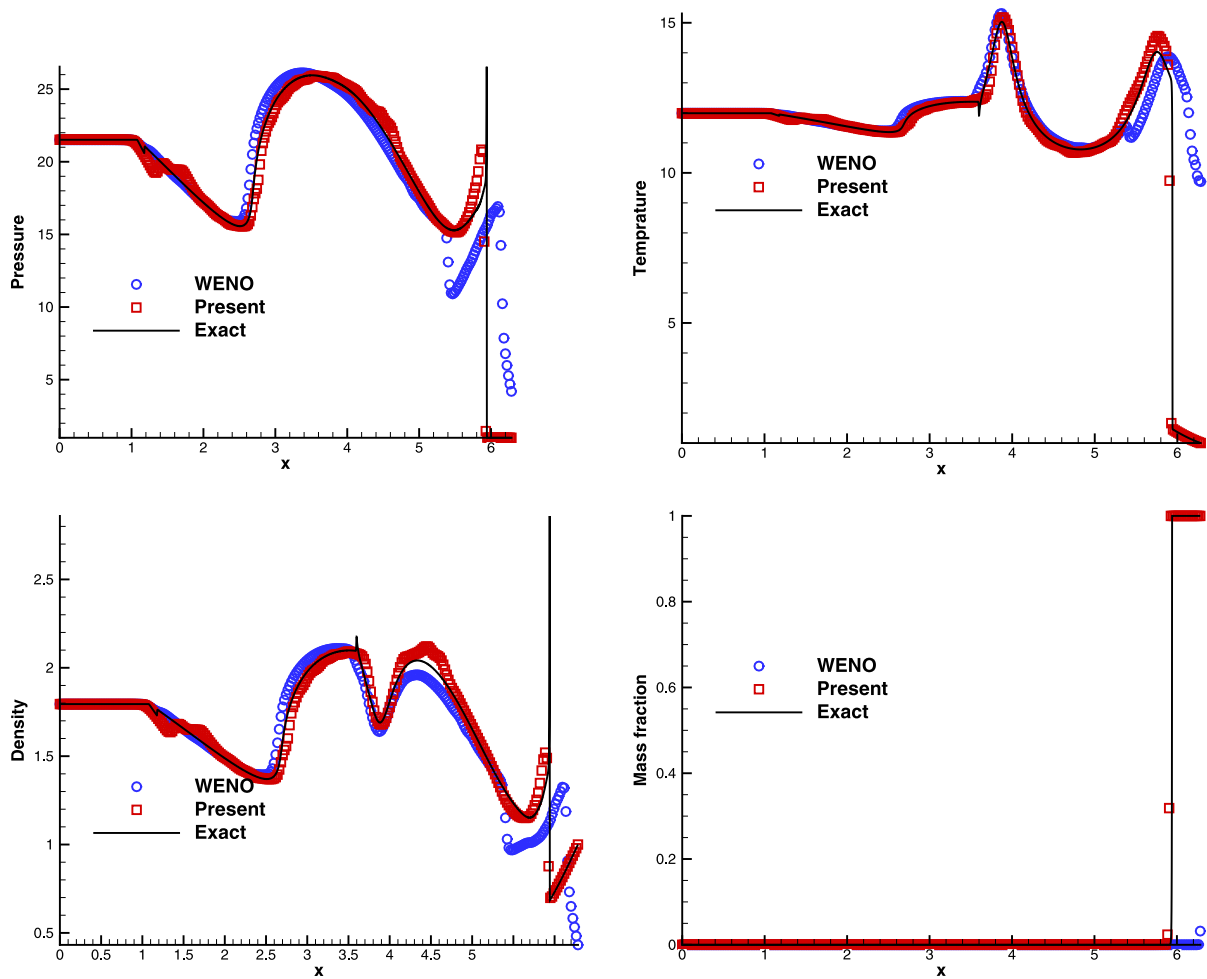 25
20
15
10
5
Pressure
WENO
Present
Exact
0 1 2 3 4 5 6
x
15
10
5
Temprature
WENO
Present
Exact
0 1 2 3 4 5 6
x
2.5
2
1.5
1
0.5
Density
WENO
Present
Exact
0 0.5 1 1.5 2 2.5 3 3.5 4 4.5 5
x
1
0.8
0.6
0.4
0.2
0
Mass fraction
WENO
Present
Exact
0 1 2 3 4 5 6
x